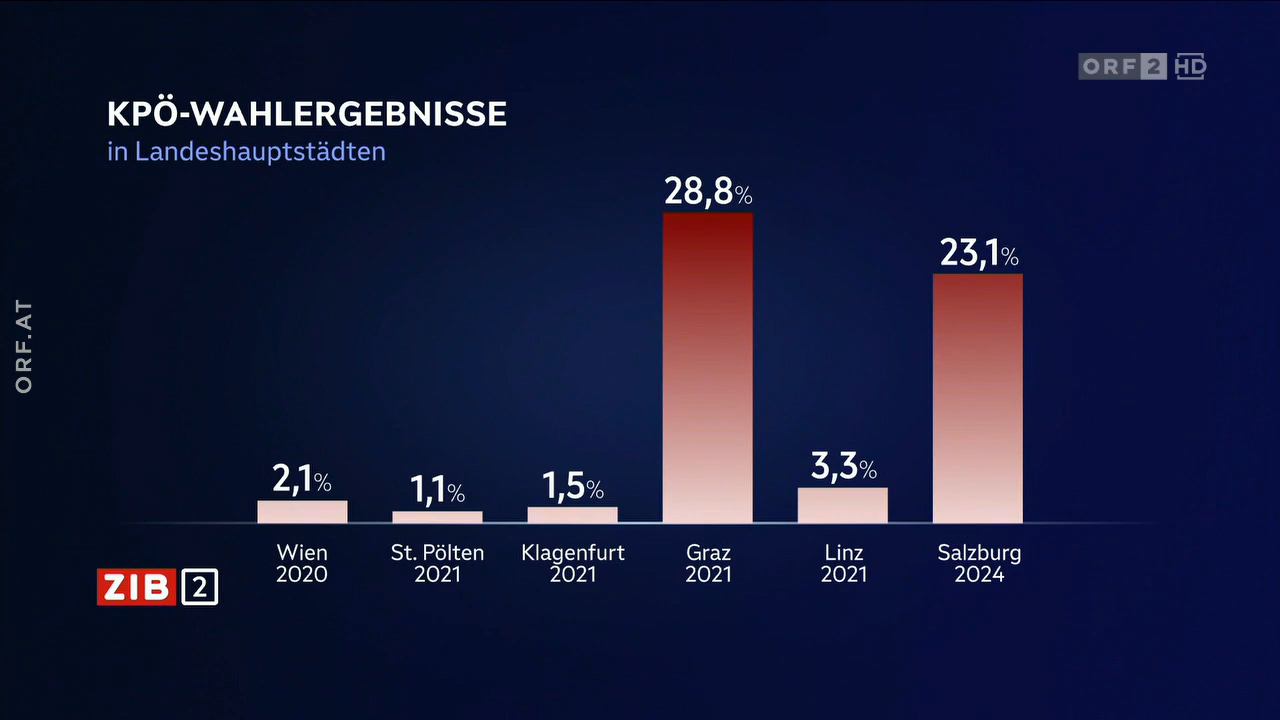 ORF 2 HD
KPÖ-WAHLERGEBNISSE
in Landeshauptstädten
ORF.AT
2,1%
1,1%
1,5%
28,8%
3,3%
23,1%
Wien
2020
St. Pölten
2021
Klagenfurt
2021
Graz
2021
Linz
2021
Salzburg
2024
ZIB 2